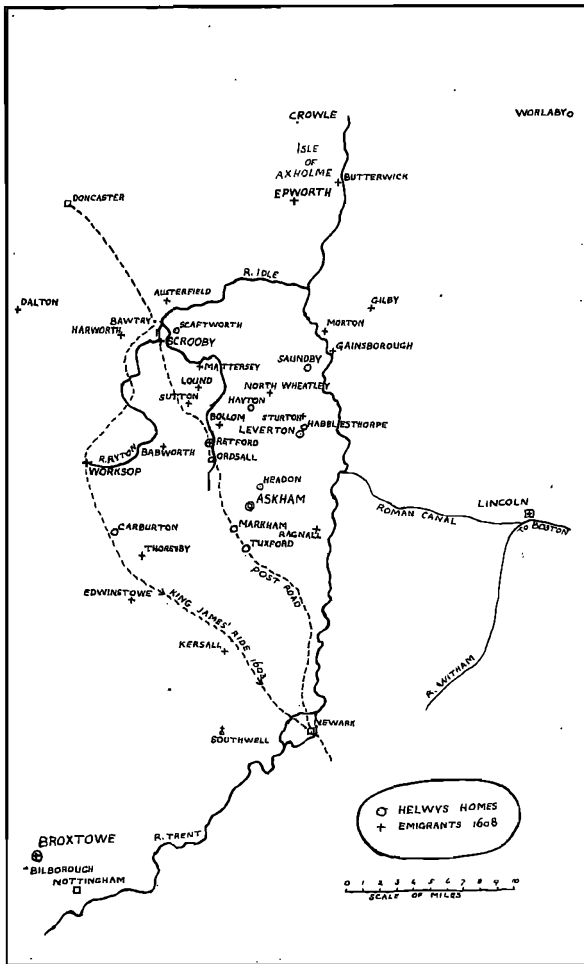 CROWLE
WORLABY
ISLE
OF
AXHOLME
BUTTERWICK
EPWORTH
DONCASTER
R. IDLE
AUSTERFIELD
DALTON
GILBY
BAWTRY
SCAFTWORTH
HARWORTH
MORTON
SCROOBY
GAINSBOROUGH
SAUNDBY
MATTERSEY
LOUND
NORTH WHEATLEY
SUTTON
HAYTON
STURTON
BOLLOM
HABBLESTHORPE
LEVERTON
RETFORD
BABWORTH
R. RYTON
ORDSALL
WORKSOP
HEADON
ASKHAM
LINCOLN
ROMAN CANAL
TO BOSTON
CARBURTON
MARKHAM
RAGNALL
TUXFORD
THORESBY
POST ROAD
EDWINSTOWE
KING JAMES' RIDE 1603
KERSALL
R. WITHAM
NEWARK
SOUTHWELL
HELWYS HOMES
EMIGRANTS 1608
R. TRENT
BROXTOWE
BILBOROUGH
NOTTINGHAM
0 1 2 3 4 5 6 7 8 9 10
SCALE OF MILES